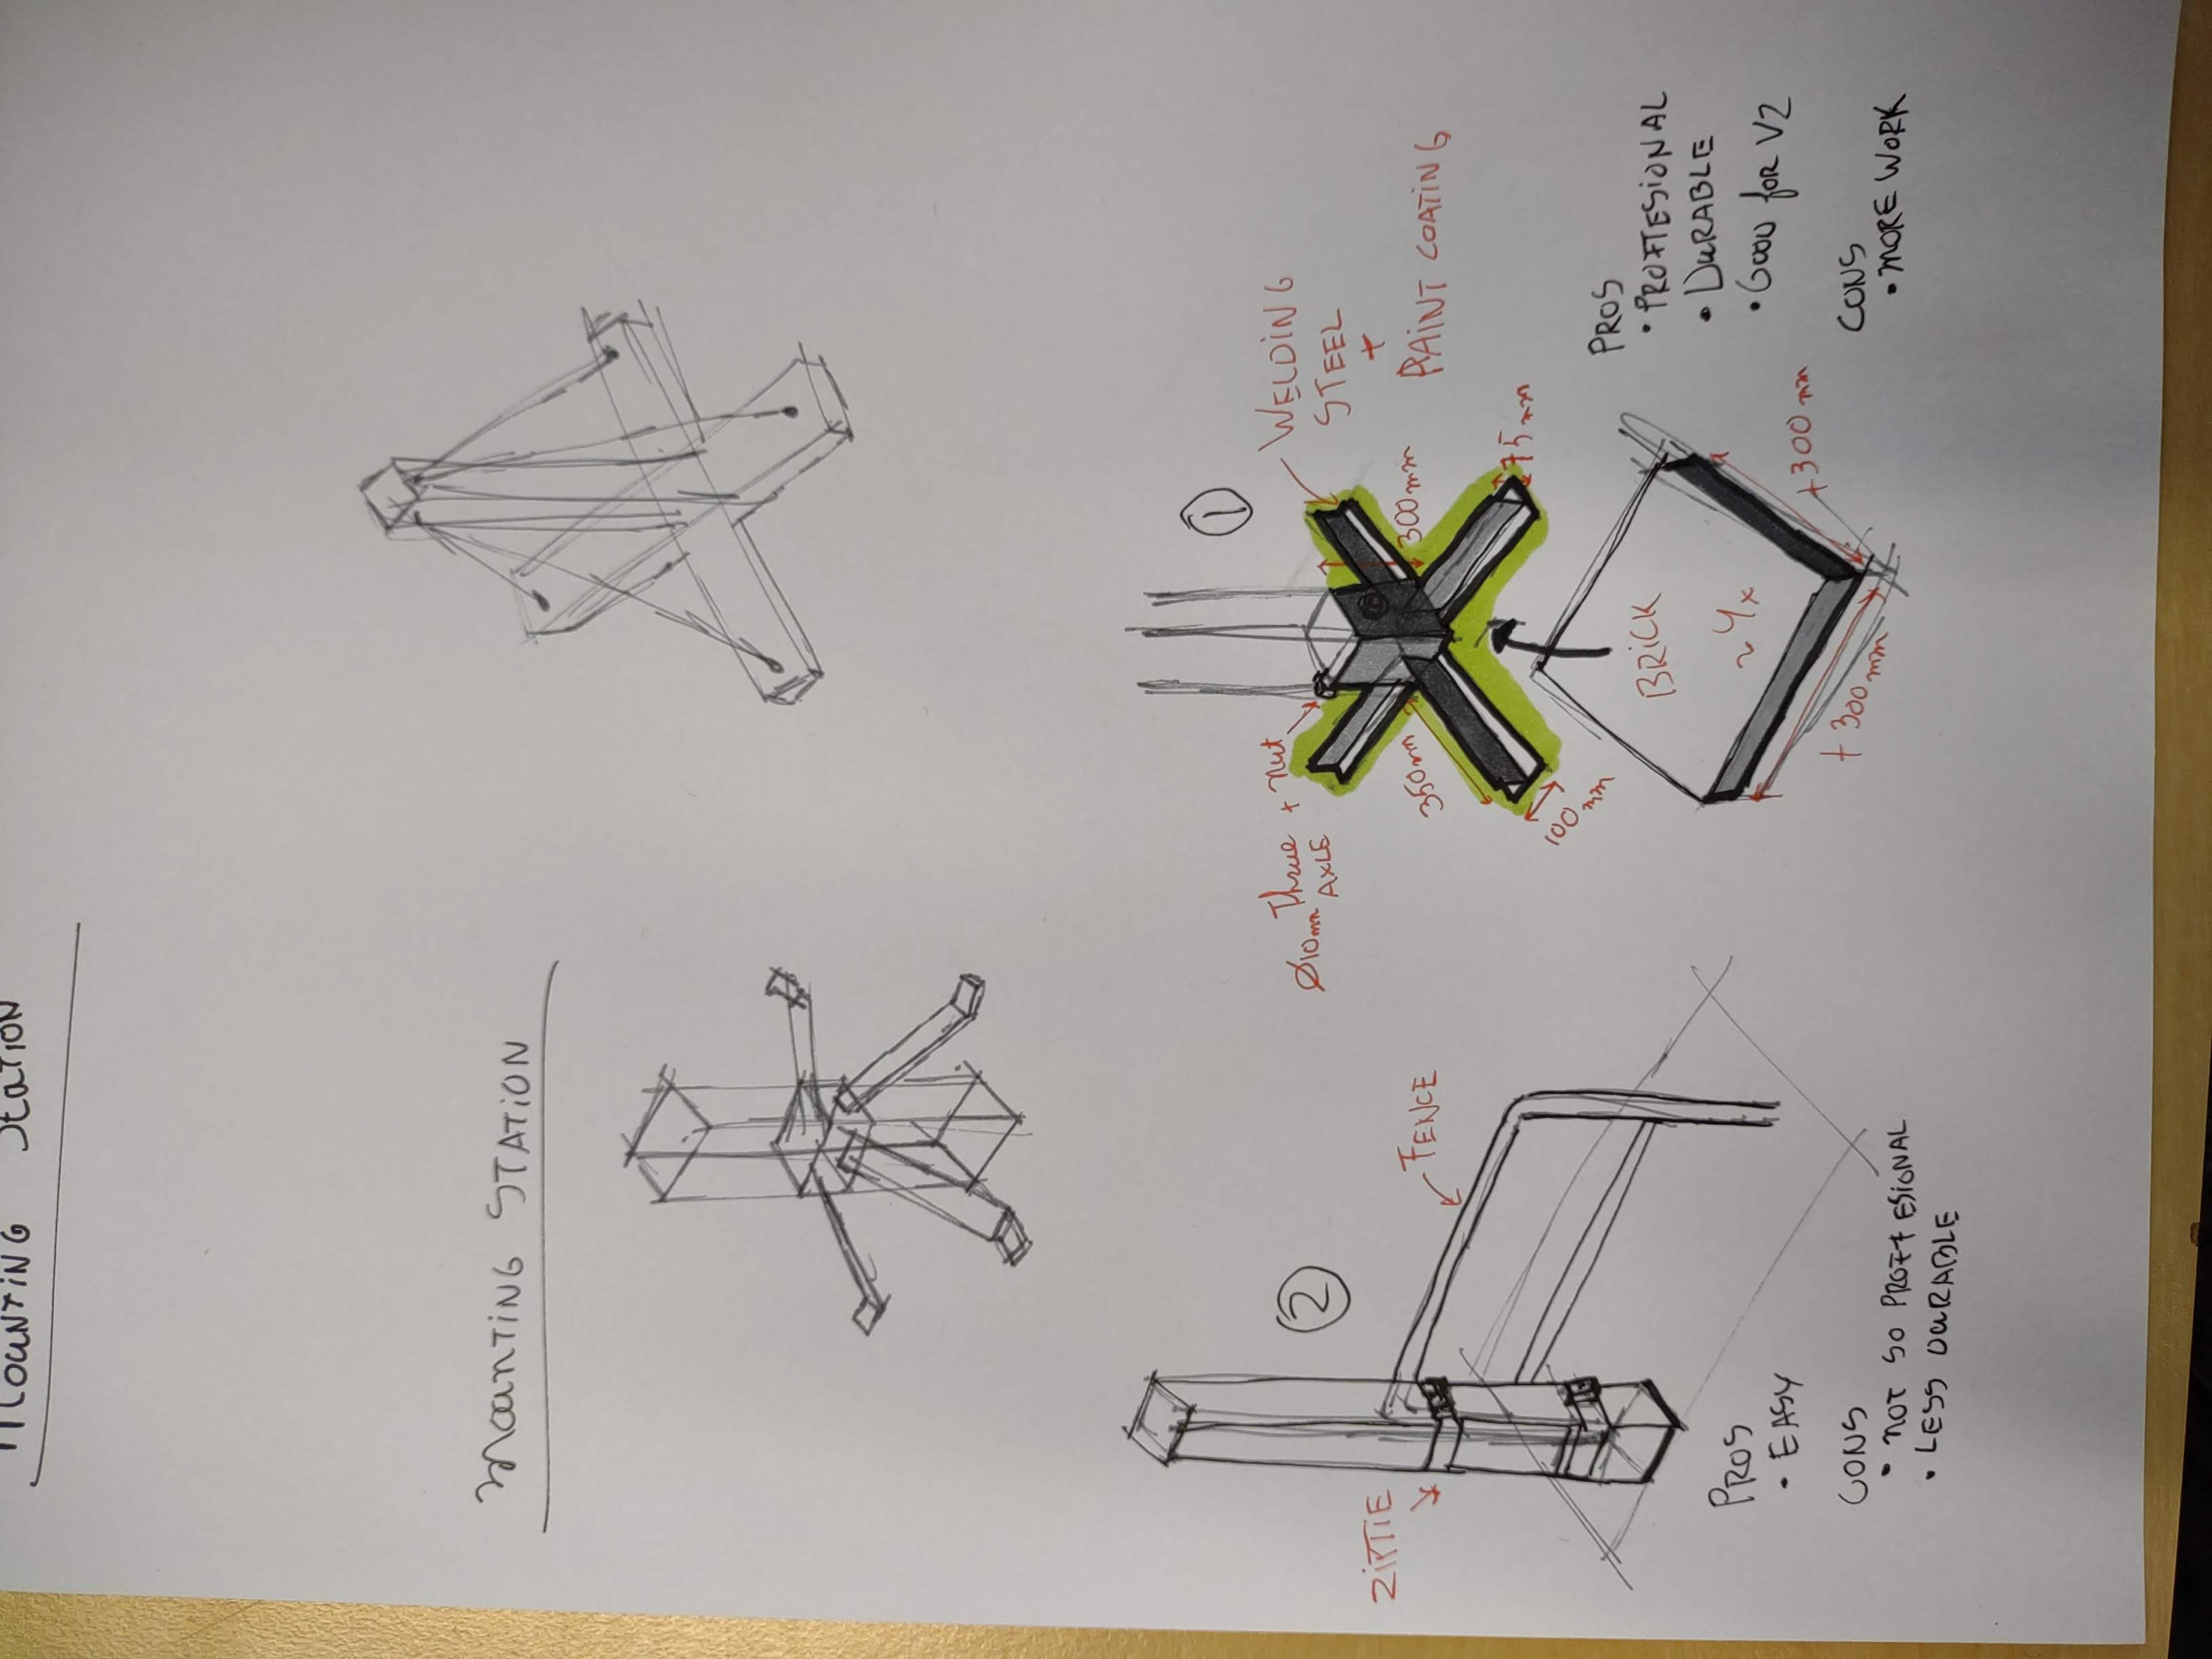 MOUNTING STATION
MOUNTING STATION
2
ZIPTIE
FENCE
PROS
• EASY
CONS
• NOT SO PROFFESIONAL
• LESS DURABLE
1
Ø10mm Thrue + nut
AXLE
WELDING
STEEL
+
PAINT COATING
350mm
300mm
75mm
100mm
BRICK
~ 4x
+300mm
+300mm
PROS
• PROFFESIONAL
• DURABLE
• GOOD for V2
CONS
• MORE WORK